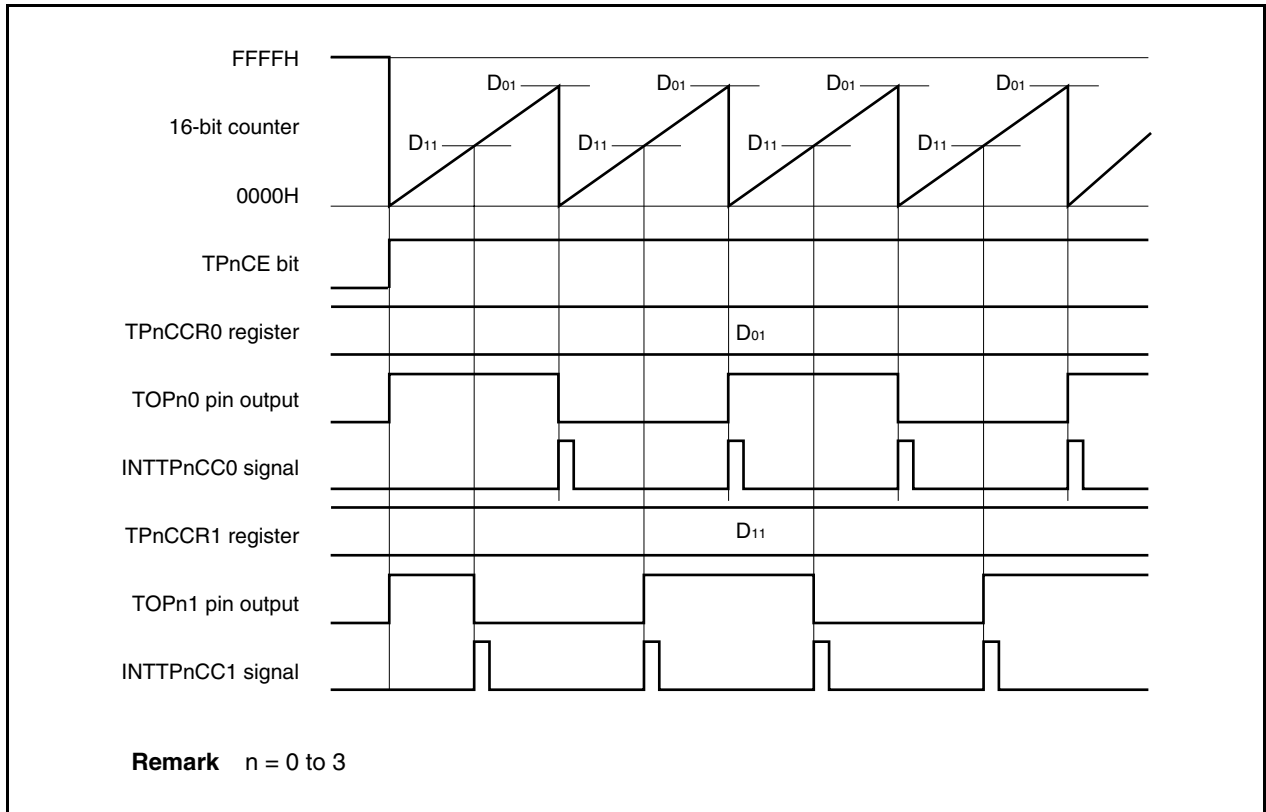 FFFFH
D01 D01 D01 D01
16-bit counter
D11 D11 D11 D11
0000H
TPnCE bit
TPnCCR0 register
D01
TOPn0 pin output
INTTPnCC0 signal
TPnCCR1 register
D11
TOPn1 pin output
INTTPnCC1 signal
Remark n = 0 to 3